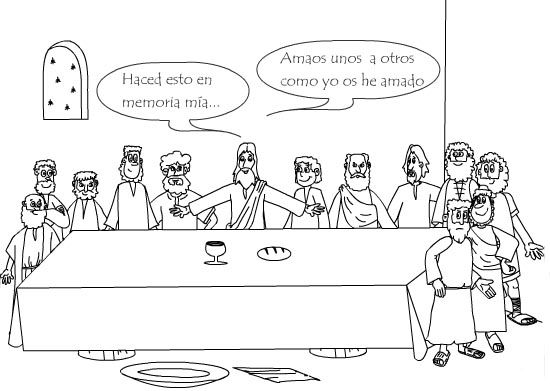 Haced esto en
memoria mía...
Amaos unos a otros
como yo os he amado